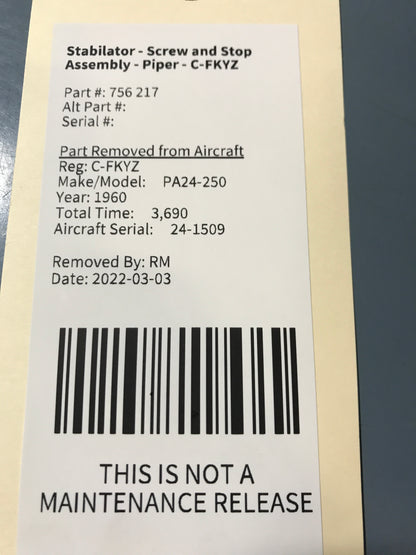 Stabilator - Screw and Stop
Assembly - Piper - C-FKYZ
Part #: 756 217
Alt Part #:
Serial #:
Part Removed from Aircraft
Reg: C-FKYZ
Make/Model: PA24-250
Year: 1960
Total Time: 3,690
Aircraft Serial: 24-1509
Removed By: RM
Date: 2022-03-03
THIS IS NOT A
MAINTENANCE RELEASE